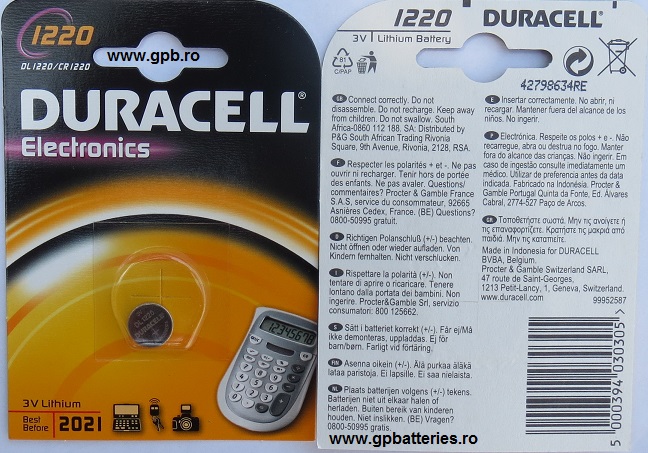 1220
www.gpb.ro
DL1220/CR1220
DURACELL®
Electronics
DL 1220
DURACELL
12345678
3V Lithium
Best
Before 2021
1220 DURACELL®
3V Lithium Battery
81
C/PAP
42798634RE
GB Connect correctly. Do not
disassemble. Do not recharge. Keep away
from children. Do not swallow. South
Africa-0860 112 188. SA: Distributed by
P&G South African Trading Rivonia
Square, 9th Avenue, Rivonia, 2128, RSA.
F Respecter les polarités + et -. Ne pas
ouvrir ni recharger. Tenir hors de portée
des enfants. Ne pas avaler. Questions/
commentaires? Procter & Gamble France
S.A.S, service du consommateur, 92665
Asnières Cedex, France. (BE) Questions?
0800-50995 gratuit.
D Richtigen Polanschluß (+/-) beachten.
Nicht öffnen oder wieder aufladen. Von
Kindern fernhalten. Nicht verschlucken.
I Rispettare la polarità (+/-). Non
tentare di aprire o ricaricare. Tenere
lontano dalla portata dei bambini. Non
ingerire. Procter&Gamble Srl, servizio
consumatori: 800 125662.
S Sätt i batteriet korrekt (+/-). Får ej/Må
ikke demonteras, uppladdas. Ej för
barn/børn. Farligt vid förtäring.
FIN Asenna oikein (+/-). Älä purkaa äläkä
lataa paristoja. Ei lapsille. Ei saa nielaista.
NL Plaats batterijen volgens (+/-) tekens.
Batterijen niet uit elkaar halen of
herladen. Buiten bereik van kinderen
houden. Niet inslikken. (BE) Vragen?
0800-50995 gratis.
E Insertar correctamente. No abrir, ni
recargar. Mantener fuera del alcance de los
niños. No ingerir.
P Electrónica. Respeite os polos + e -. Não
recarregue, abra ou destrua no fogo. Manter
fora do alcance das crianças. Não ingerir. Em
caso de ingestão consulte imediatamente um
médico. Utilizar de preferência antes da data
indicada. Fabricado na Indonésia. Procter &
Gamble Portugal Quinta da Fonte, Ed. Álvares
Cabral, 2774-527 Paço de Arcos.
GR Τοποθετήστε σωστά. Μην τις ανοίγετε ή
τις επαναφορτίζετε. Κρατήστε τις μακριά από
παιδιά. Μην τις καταπίετε.
Made in Indonesia for DURACELL
BVBA, Belgium.
Procter & Gamble Switzerland SARL,
47 route de Saint-Georges,
1213 Petit-Lancy, 1, Geneva, Switzerland.
www.duracell.com 99952587
5 000394 030305
www.gpbatteries.ro